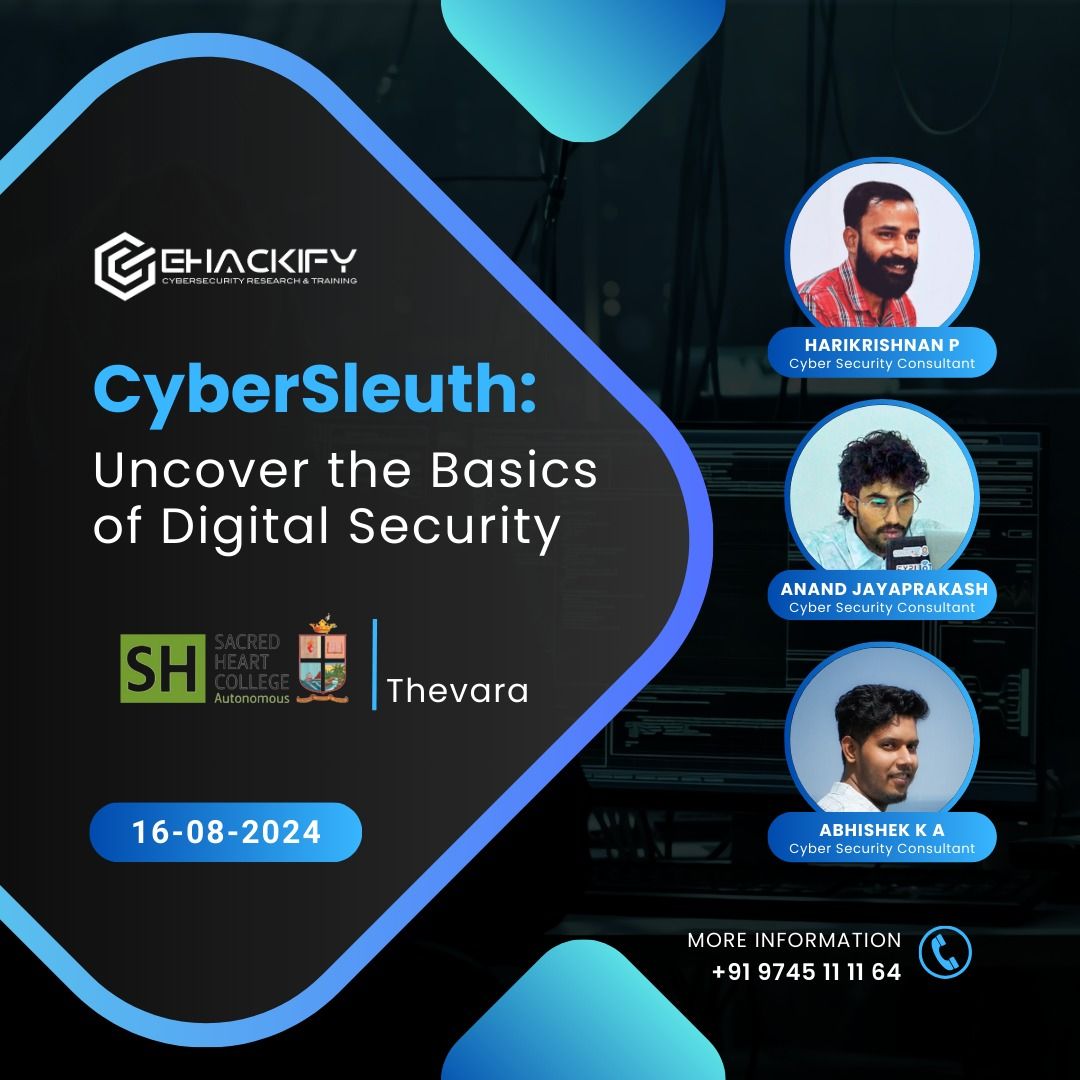 EHACKIFY
CYBERSECURITY RESEARCH & TRAINING
CyberSleuth:
Uncover the Basics
of Digital Security
SH
SACRED
HEART
COLLEGE
Autonomous
Thevara
16-08-2024
HARIKRISHNAN P
Cyber Security Consultant
ANAND JAYAPRAKASH
Cyber Security Consultant
ABHISHEK K A
Cyber Security Consultant
MORE INFORMATION
+91 9745 11 11 64